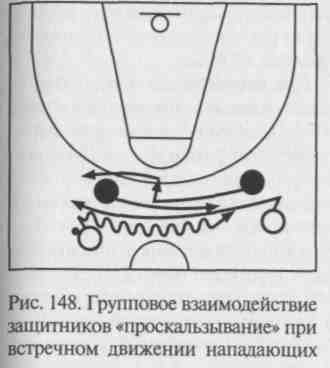 Рис. 148. Групповое взаимодействие
защитников «проскальзывание» при
встречном движении нападающих